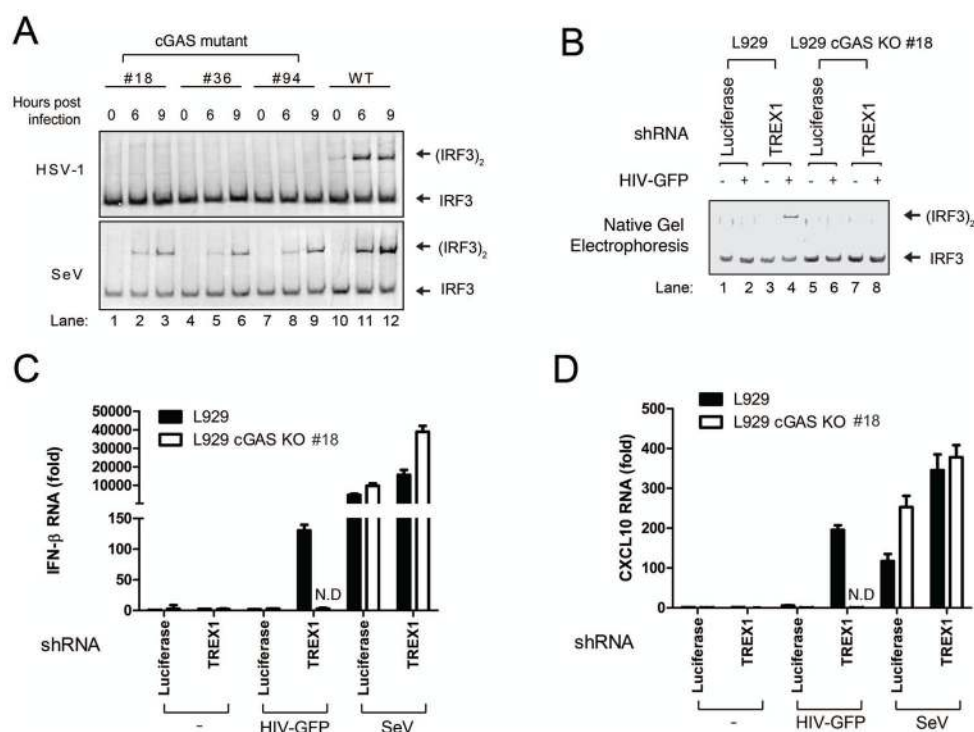 A
cGAS mutant
#18 #36 #94 WT
Hours post
infection
0 6 9 0 6 9 0 6 9 0 6 9
HSV-1
(IRF3)2
IRF3
SeV
(IRF3)2
IRF3
Lane: 1 2 3 4 5 6 7 8 9 10 11 12
B
L929 L929 cGAS KO #18
shRNA
Luciferase TREX1 Luciferase TREX1
HIV-GFP - + - + - + - +
Native Gel
Electrophoresis
(IRF3)2
IRF3
1 2 3 4 5 6 7 8
C
L929
L929 cGAS KO #18
IFN-β RNA (fold)
50000
40000
30000
20000
10000
150
100
50
0
N.D
shRNA
Luciferase TREX1 Luciferase TREX1 Luciferase TREX1
- HIV-GFP SeV
D
L929
L929 cGAS KO #18
CXCL10 RNA (fold)
400
300
200
100
0
N.D
shRNA
Luciferase TREX1 Luciferase TREX1 Luciferase TREX1
- HIV-GFP SeV